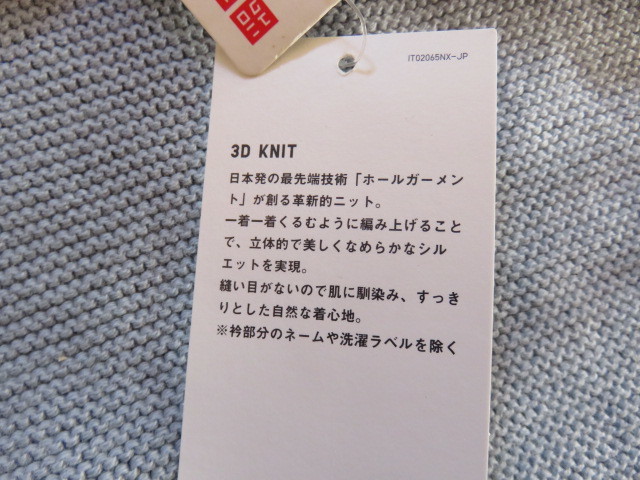 IT02065NX-JP
3D KNIT
日本発の最先端技術「ホールガーメン
ト」が創る革新的ニット。
一着一着くるむように編み上げること
で、立体的で美しくなめらかなシル
エットを実現。
縫い目がないので肌に馴染み、すっき
りとした自然な着心地。
※衿部分のネームや洗濯ラベルを除く